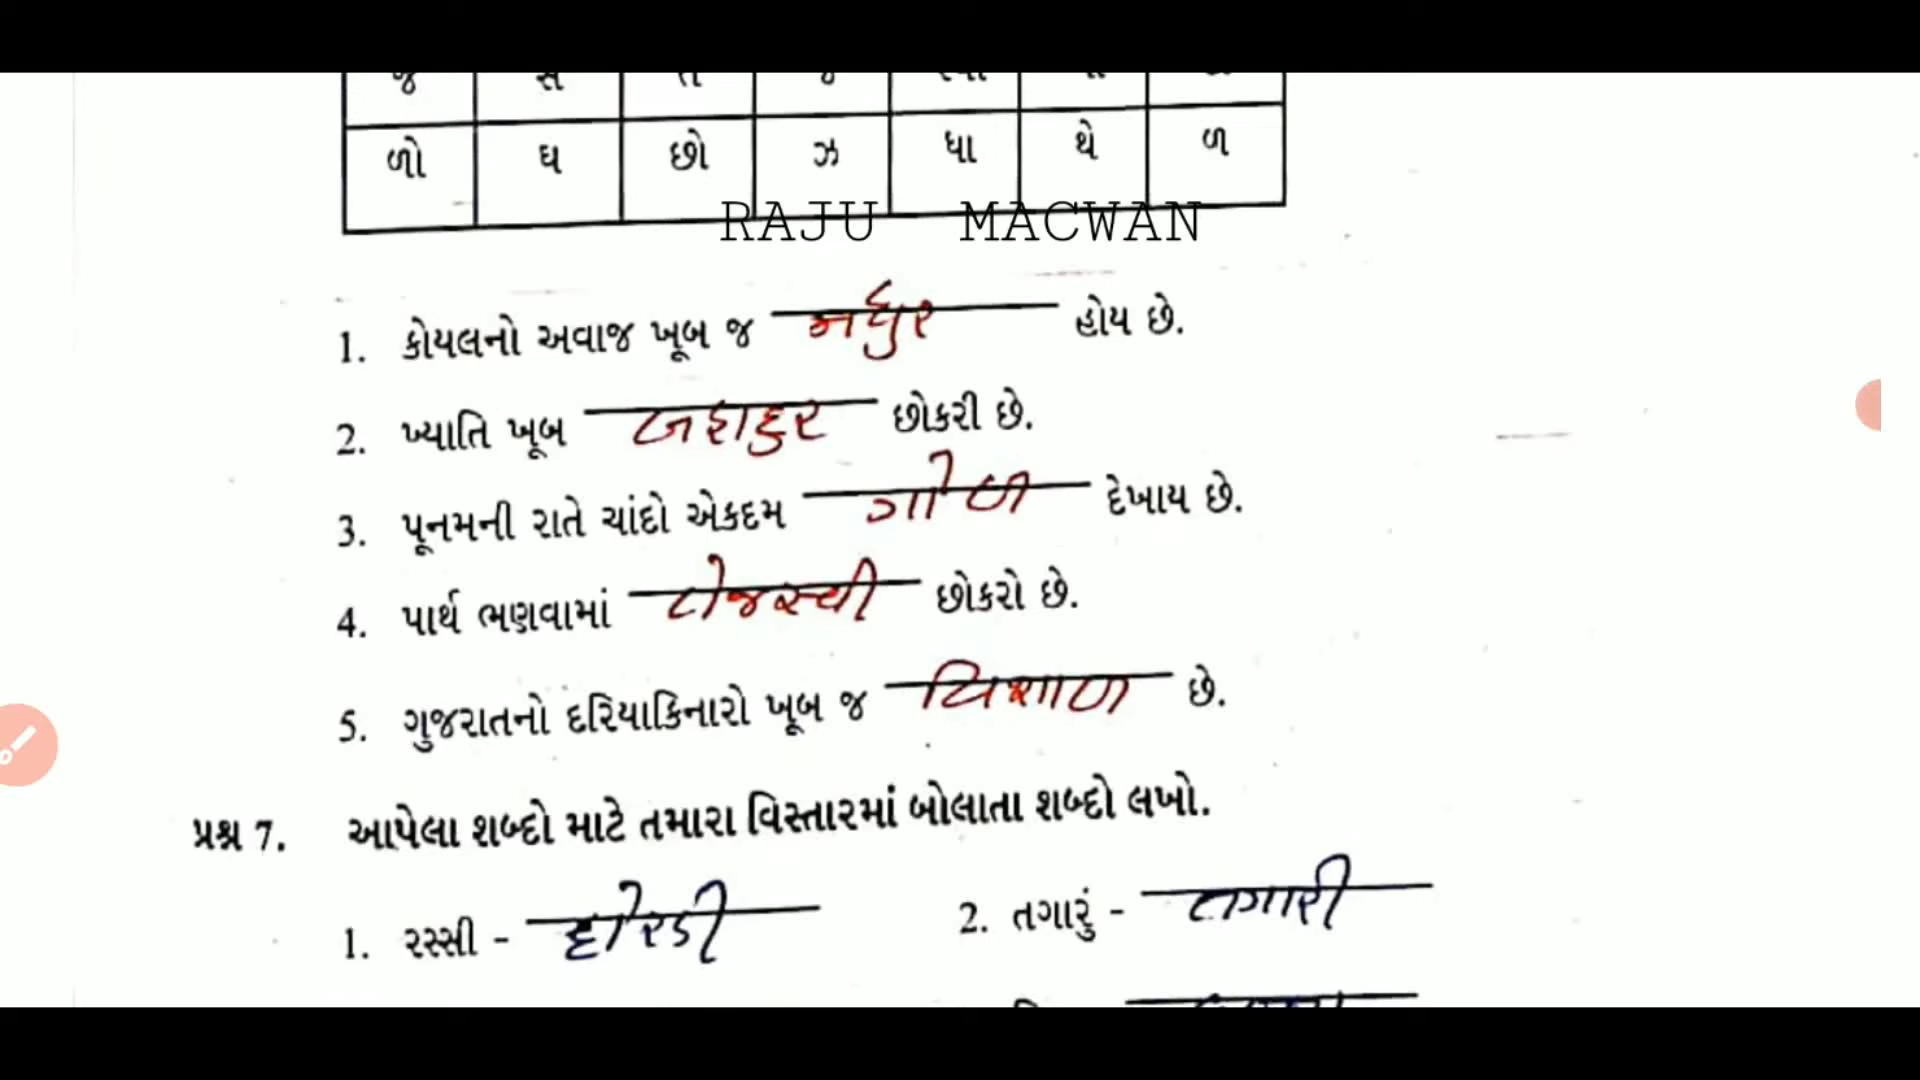 ળો ઘ છો ઝ ધા થે ળ
RAJU MACWAN
1. કોયલનો અવાજ ખૂબ જ મધુર હોય છે.
2. ખ્યાતિ ખૂબ બહાદુર છોકરી છે.
3. પૂનમની રાતે ચાંદો એકદમ ગોળ દેખાય છે.
4. પાર્થ ભણવામાં તેજસ્વી છોકરો છે.
5. ગુજરાતનો દરિયાકિનારો ખૂબ જ વિશાળ છે.
પ્રશ્ન 7. આપેલા શબ્દો માટે તમારા વિસ્તારમાં બોલાતા શબ્દો લખો.
1. રસ્સી - દોરડી 2. તગારું - તગારી